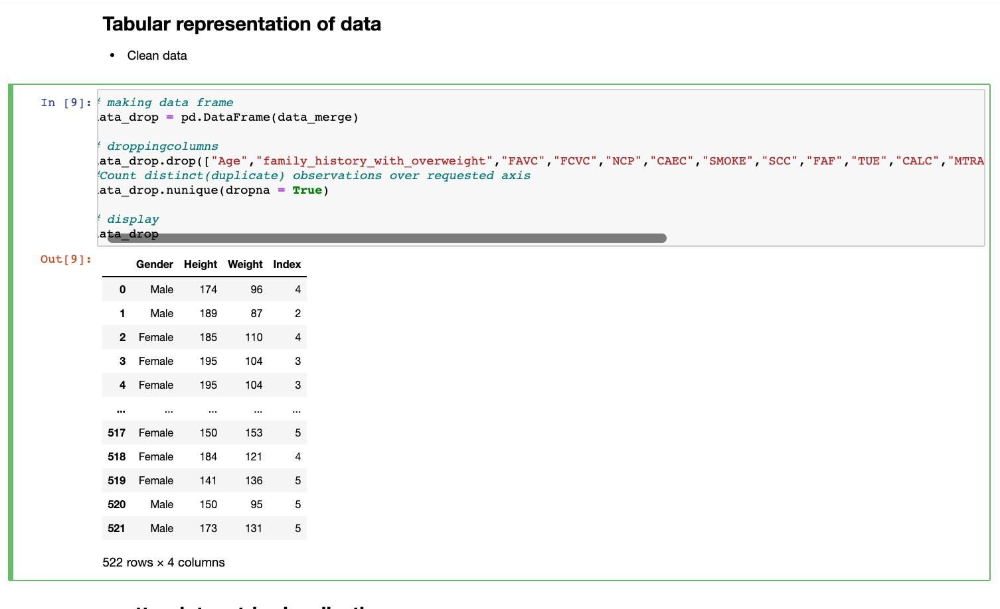 Tabular representation of data
• Clean data
In [9]:
# making data frame
ata_drop = pd.DataFrame(data_merge)
# droppingcolumns
ata_drop.drop(["Age","family_history_with_overweight","FAVC","FCVC","NCP","CAEC","SMOKE","SCC","FAF","TUE","CALC","MTRA
#Count distinct(duplicate) observations over requested axis
ata_drop.nunique(dropna = True)
# display
ata_drop
Out[9]:
Gender Height Weight Index
0 Male 174 96 4
1 Male 189 87 2
2 Female 185 110 4
3 Female 195 104 3
4 Female 195 104 3
... ... ... ... ...
517 Female 150 153 5
518 Female 184 121 4
519 Female 141 136 5
520 Male 150 95 5
521 Male 173 131 5
522 rows × 4 columns